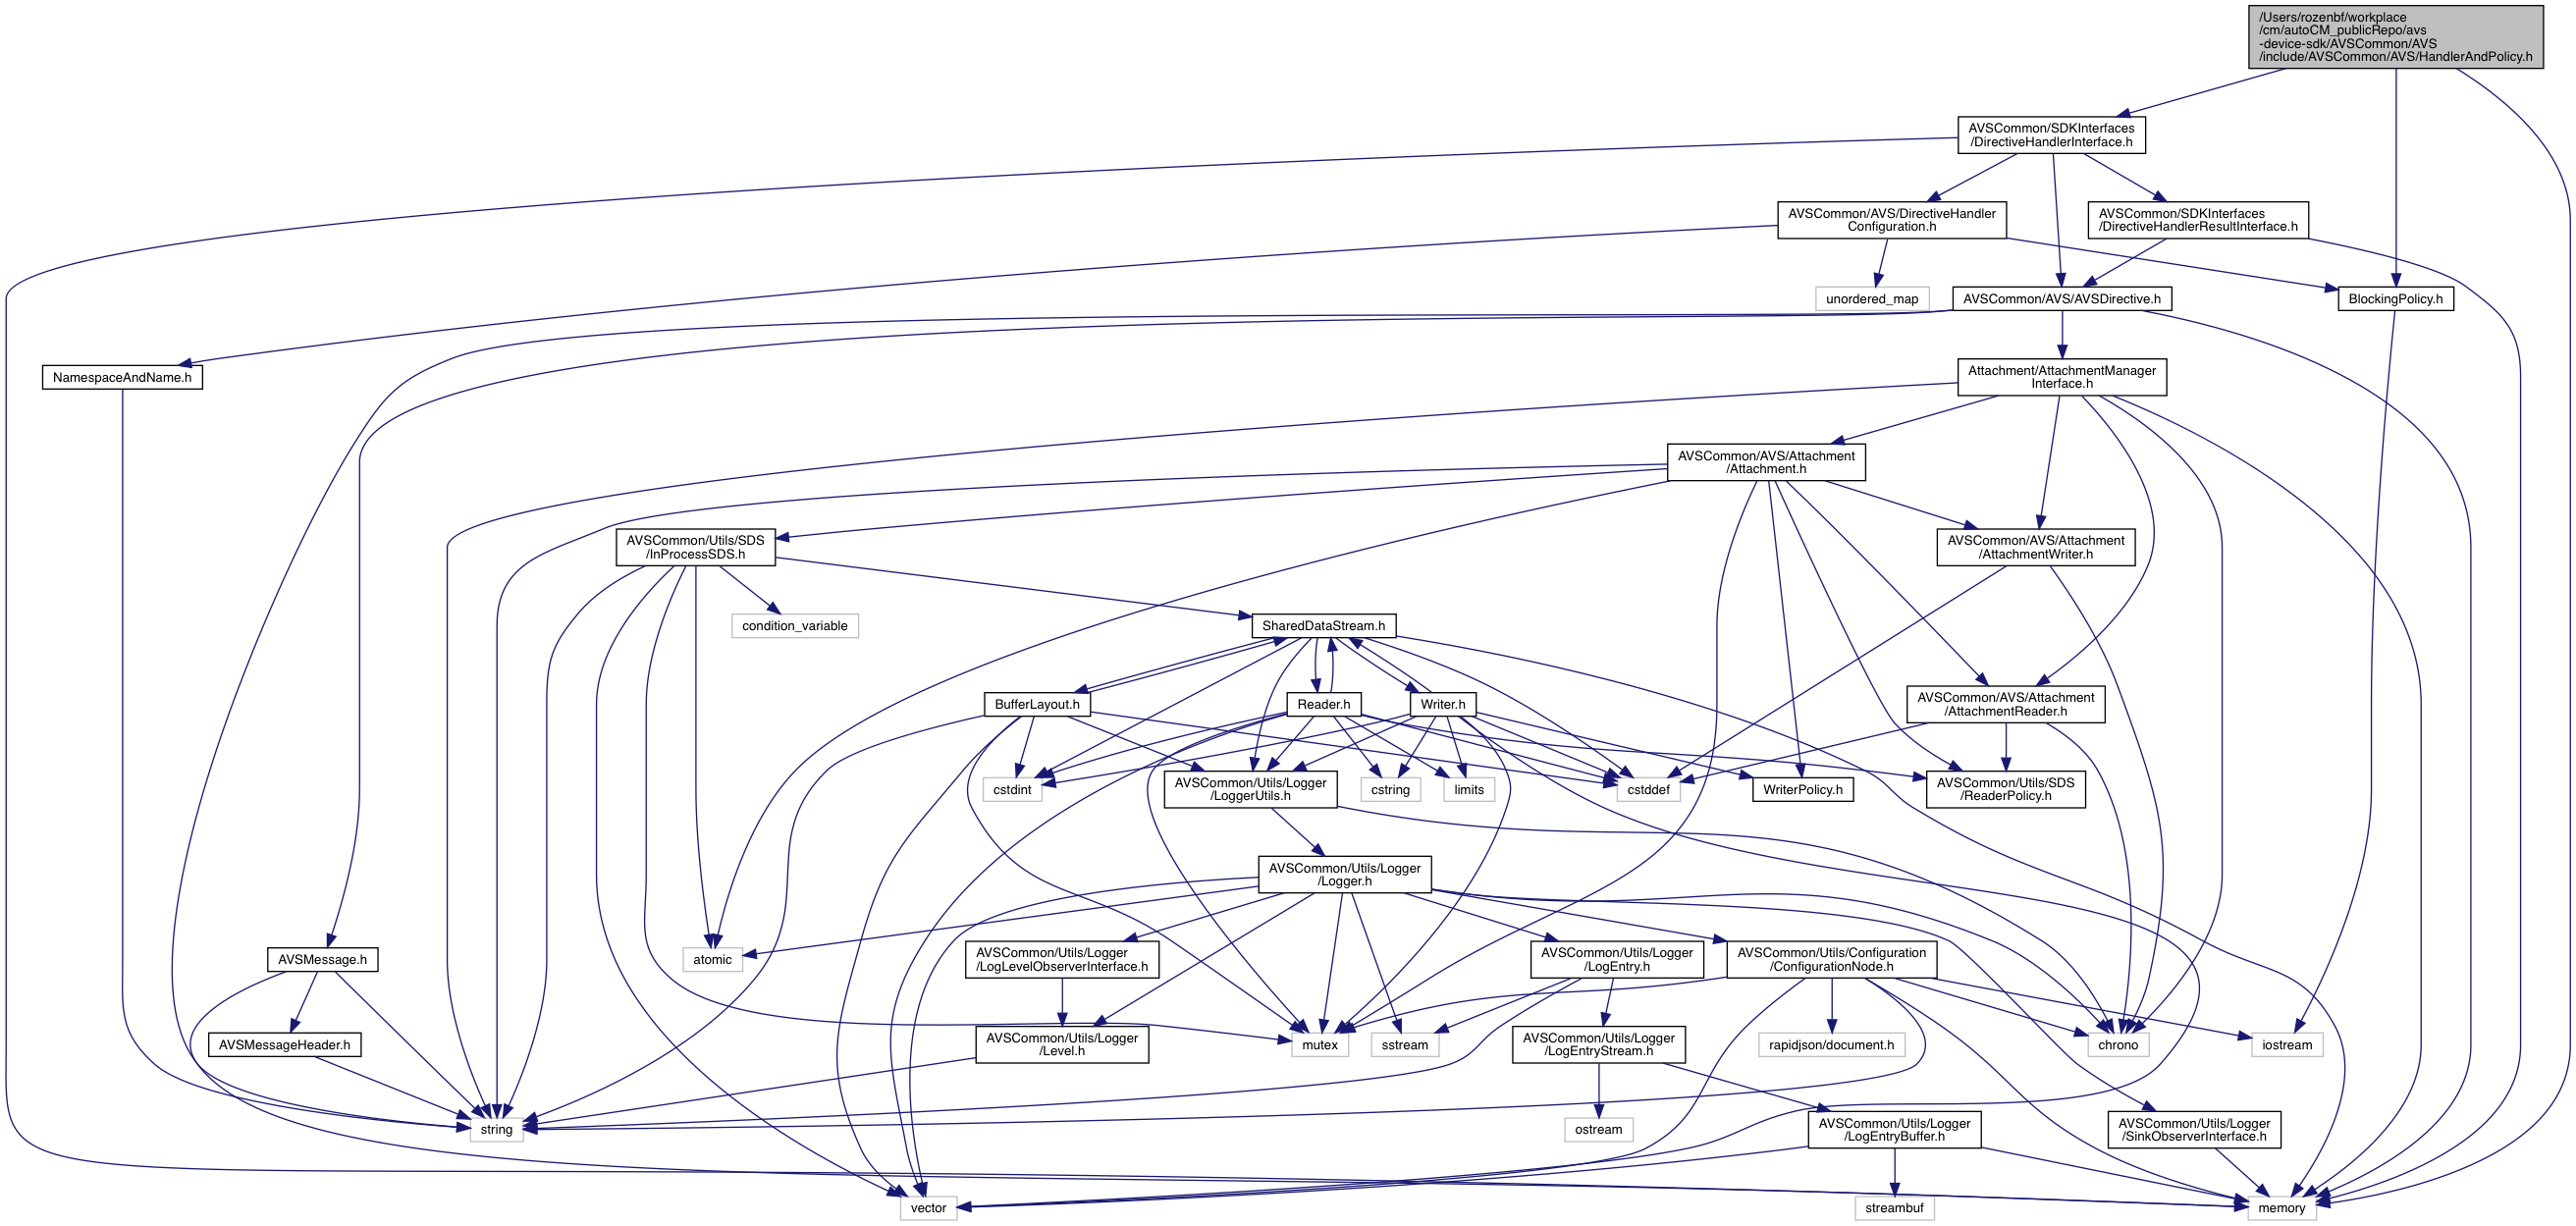 /Users/rozenbf/workplace
/cm/autoCM_publicRepo/avs
-device-sdk/AVSCommon/AVS
/include/AVSCommon/AVS/HandlerAndPolicy.h
AVSCommon/SDKInterfaces
/DirectiveHandlerInterface.h
AVSCommon/AVS/DirectiveHandler
Configuration.h
AVSCommon/SDKInterfaces
/DirectiveHandlerResultInterface.h
unordered_map
AVSCommon/AVS/AVSDirective.h
BlockingPolicy.h
NamespaceAndName.h
Attachment/AttachmentManager
Interface.h
AVSCommon/AVS/Attachment
/Attachment.h
AVSCommon/Utils/SDS
/InProcessSDS.h
AVSCommon/AVS/Attachment
/AttachmentWriter.h
condition_variable
SharedDataStream.h
BufferLayout.h
Reader.h
Writer.h
AVSCommon/AVS/Attachment
/AttachmentReader.h
cstdint
AVSCommon/Utils/Logger
/LoggerUtils.h
cstring
limits
cstddef
WriterPolicy.h
AVSCommon/Utils/SDS
/ReaderPolicy.h
AVSCommon/Utils/Logger
/Logger.h
AVSMessage.h
atomic
AVSCommon/Utils/Logger
/LogLevelObserverInterface.h
AVSCommon/Utils/Logger
/LogEntry.h
AVSCommon/Utils/Configuration
/ConfigurationNode.h
AVSMessageHeader.h
AVSCommon/Utils/Logger
/Level.h
mutex
sstream
AVSCommon/Utils/Logger
/LogEntryStream.h
rapidjson/document.h
chrono
iostream
string
ostream
AVSCommon/Utils/Logger
/LogEntryBuffer.h
AVSCommon/Utils/Logger
/SinkObserverInterface.h
vector
streambuf
memory